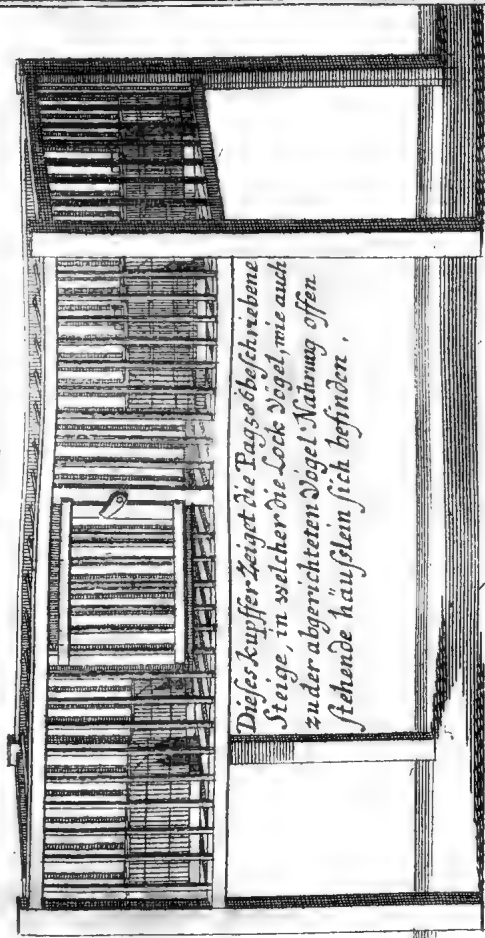 Dieses Kupffer Zeiget die Pag: 96 beschriebene
Steige, in welcher die Lock Vögel, wie auch
zu der abgerichteten Vögel Nahrung offen
stehende häußlein sich befinden.